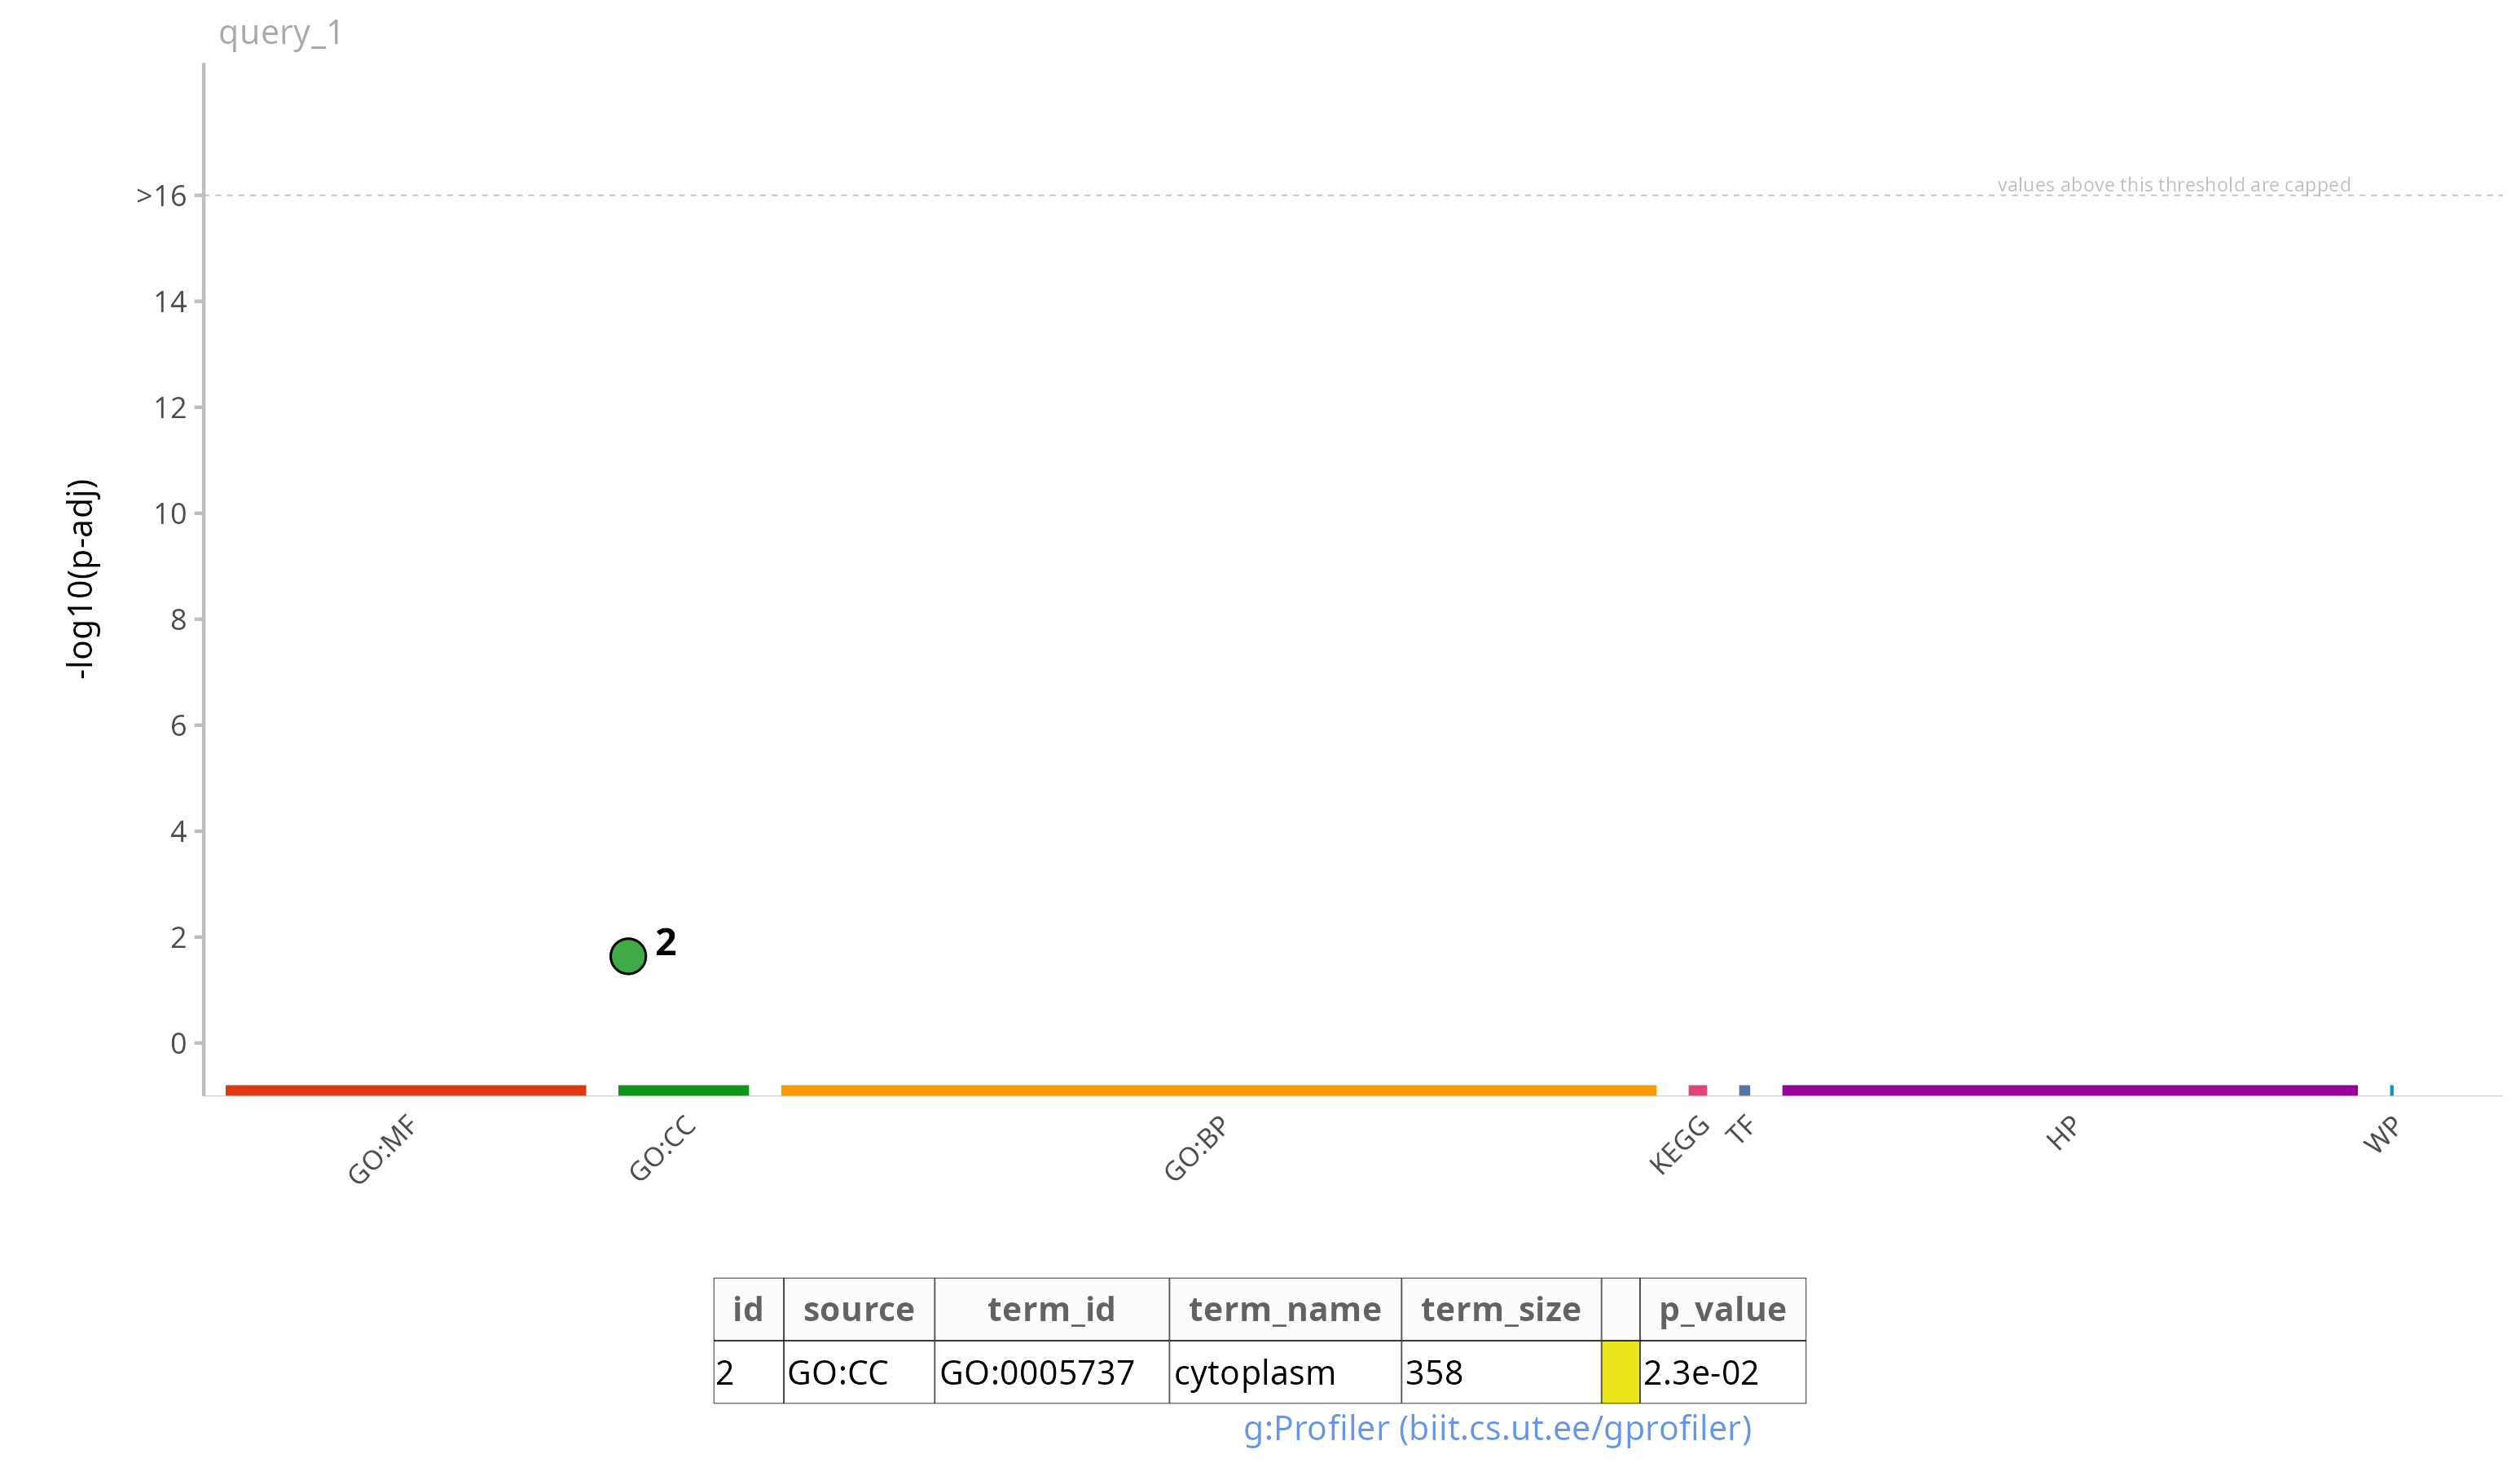 query_1
>16
values above this threshold are capped
14
12
10
8
6
4
2
0
-log10(p-adj)
2
GO:MF
GO:CC
GO:BP
KEGG
TF
HP
WP
id source term_id term_name term_size p_value
2 GO:CC GO:0005737 cytoplasm 358 2.3e-02
g:Profiler (biit.cs.ut.ee/gprofiler)